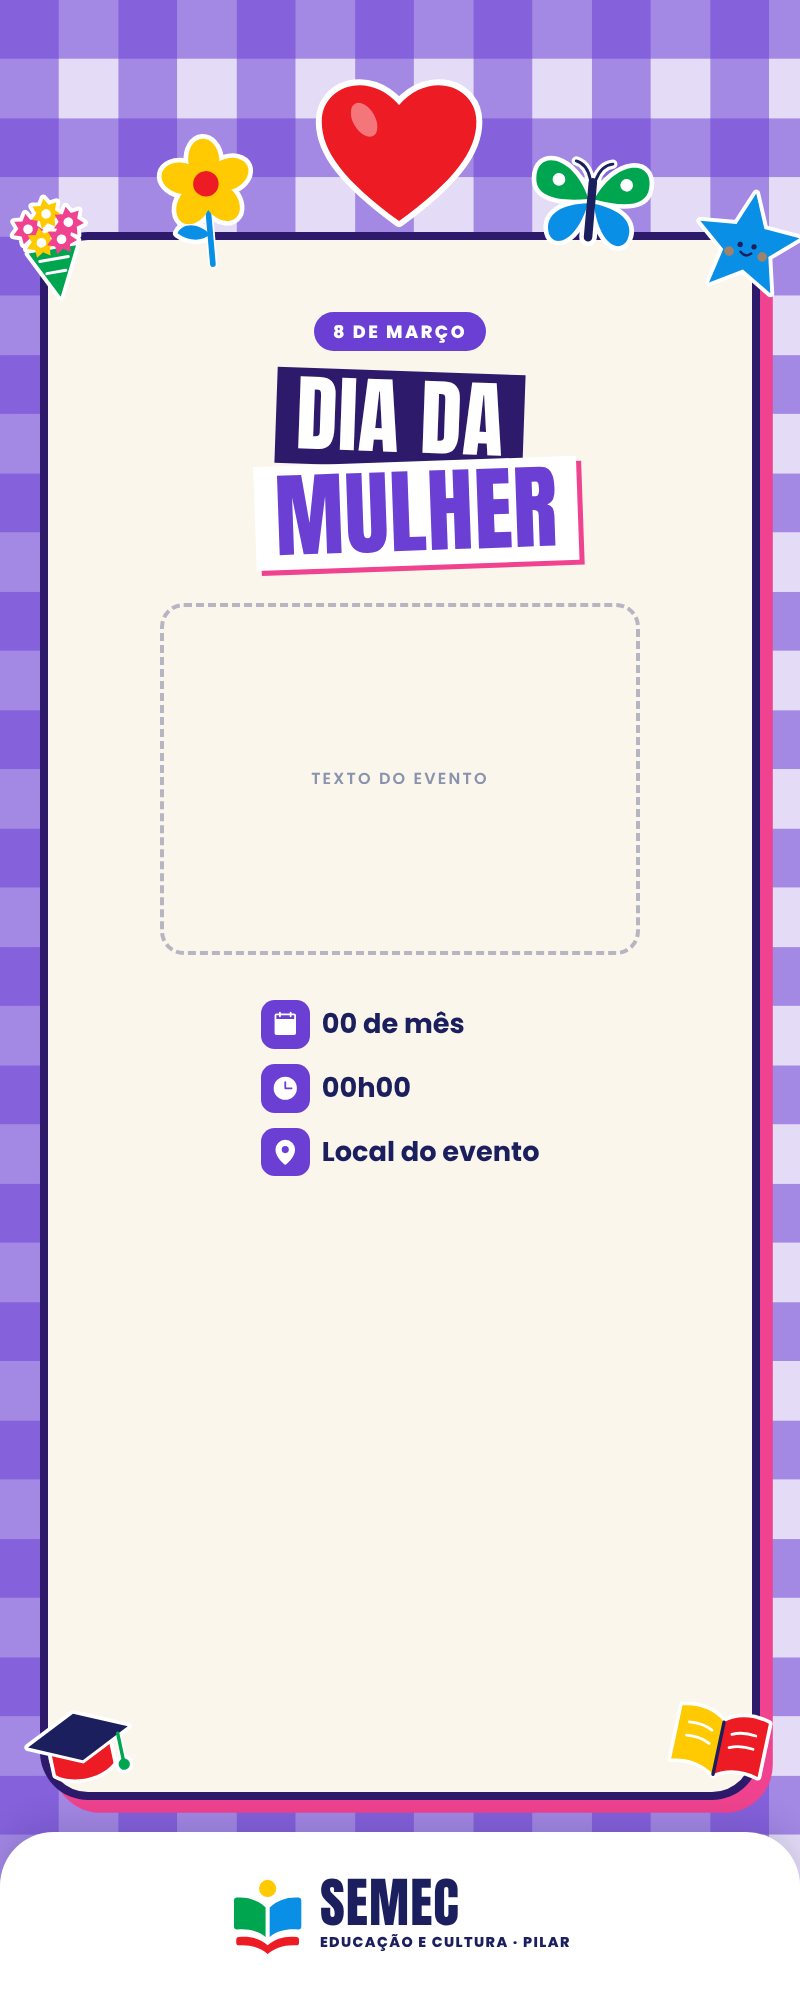 8 DE MARÇO
DIA DA
MULHER
TEXTO DO EVENTO
00 de mês
00h00
Local do evento
SEMEC
EDUCAÇÃO E CULTURA · PILAR